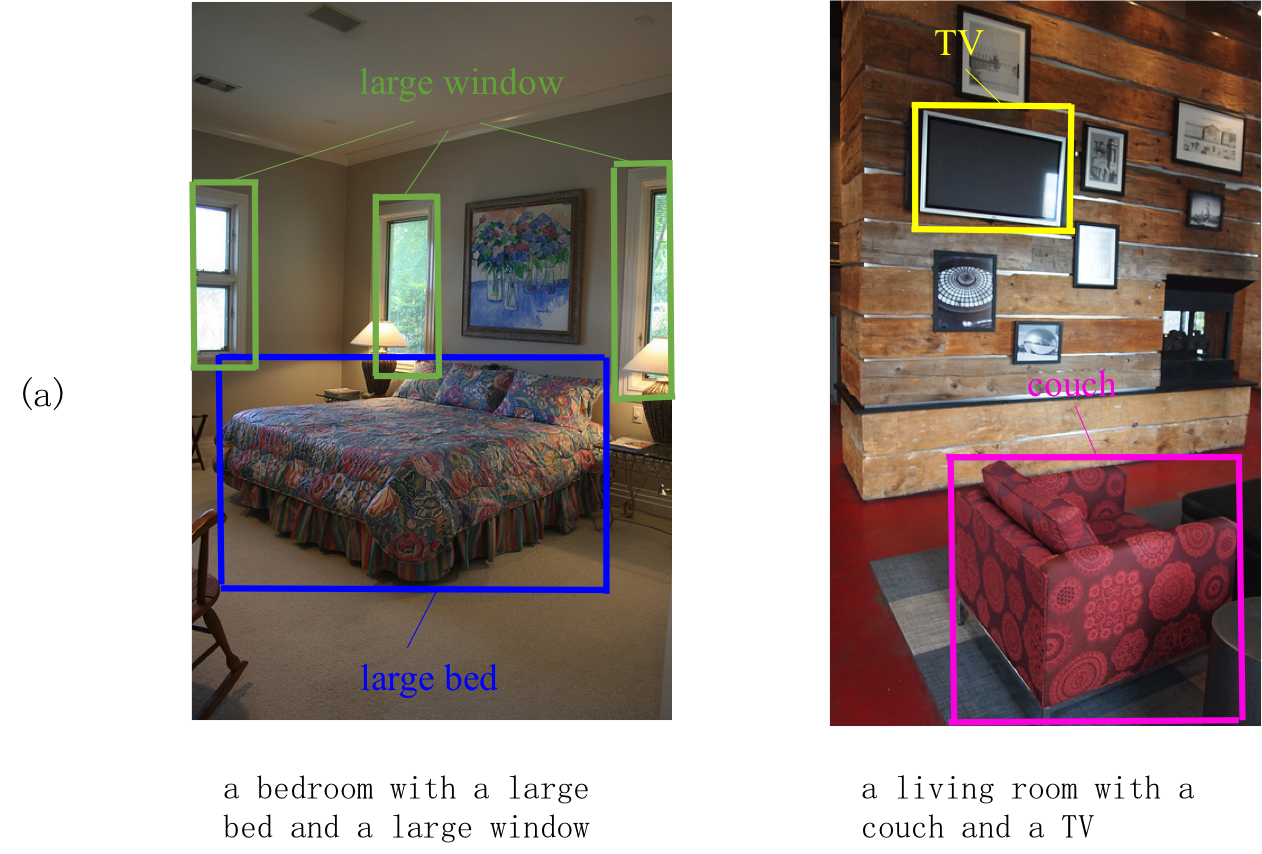 large window
TV
(a)
couch
large bed
a bedroom with a large
bed and a large window
a living room with a
couch and a TV